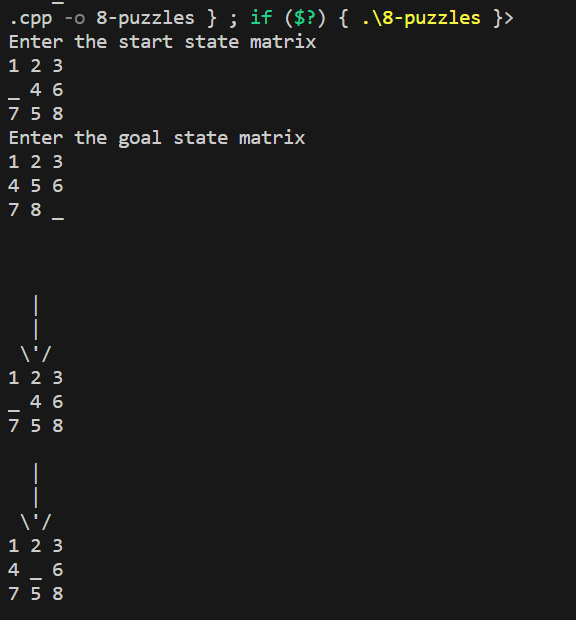 .cpp -o 8-puzzles } ; if ($?) { .\8-puzzles }>
Enter the start state matrix
1 2 3
_ 4 6
7 5 8
Enter the goal state matrix
1 2 3
4 5 6
7 8 _
|
|
\'/
1 2 3
_ 4 6
7 5 8
|
|
\'/
1 2 3
4 _ 6
7 5 8